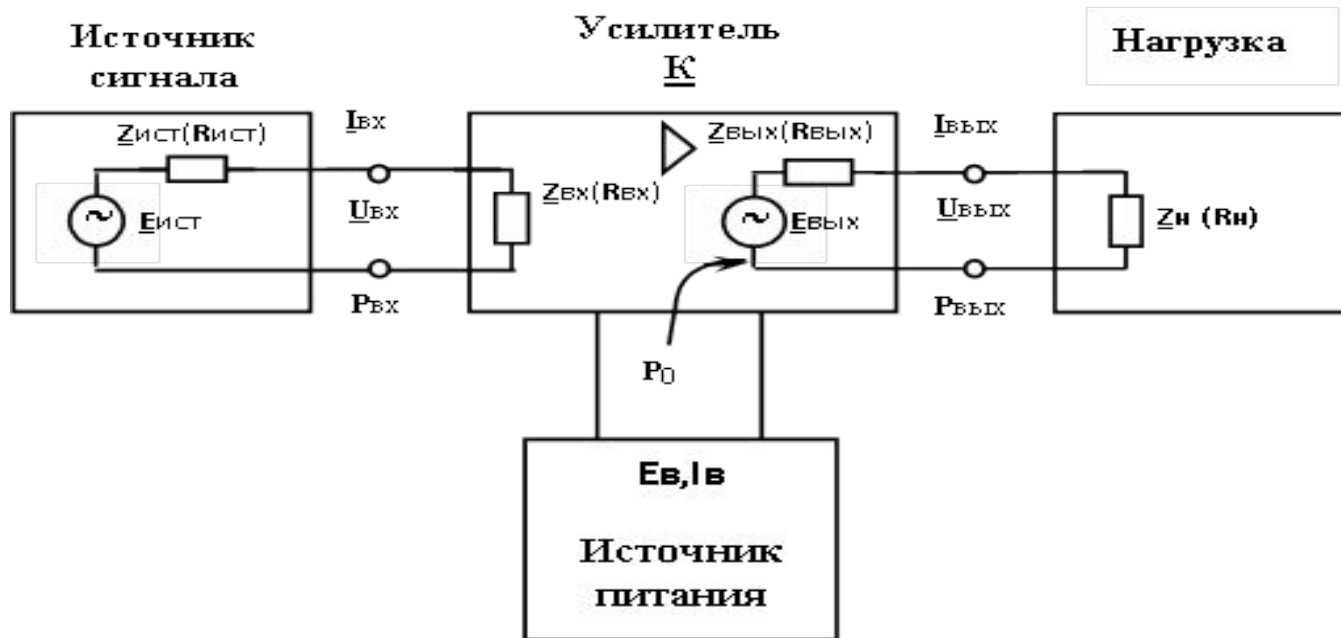 Источник
сигнала
Усилитель
К
Нагрузка
Zист(Rист)
Iвх
Zвых(Rвых)
Iвых
Zвх(Rвх)
Eист
Uвх
Eвых
Uвых
Zн (Rн)
Pвх
Pвых
P0
Eв,Iв
Источник
питания